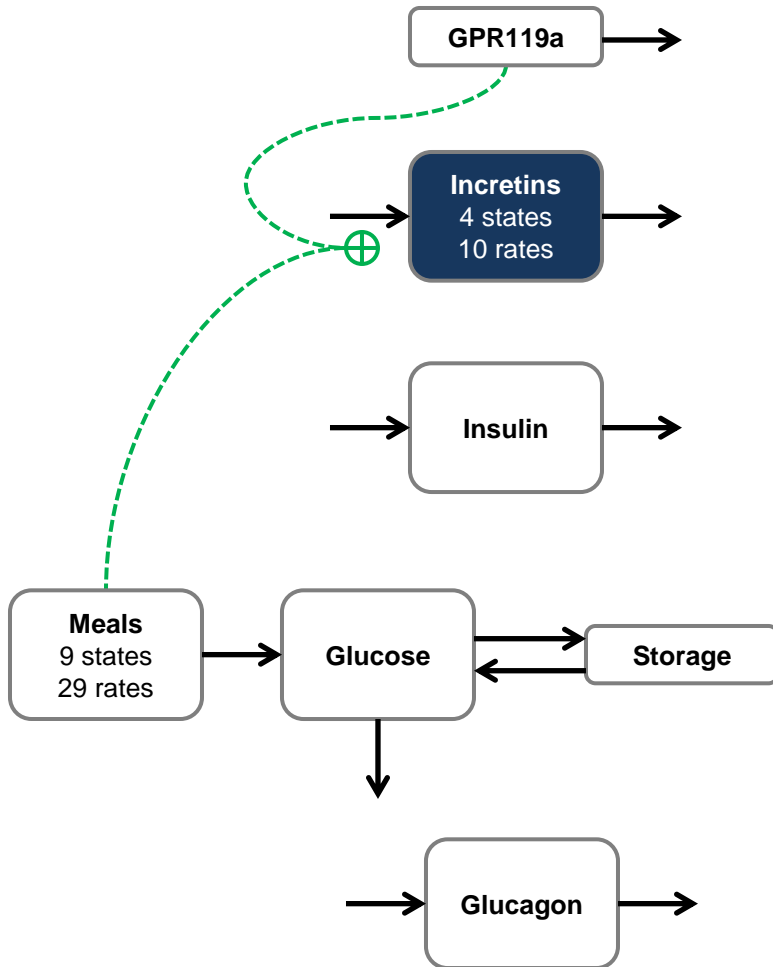 GPR119a
Incretins
4 states
10 rates
Insulin
Meals
9 states
29 rates
Glucose
Storage
Glucagon